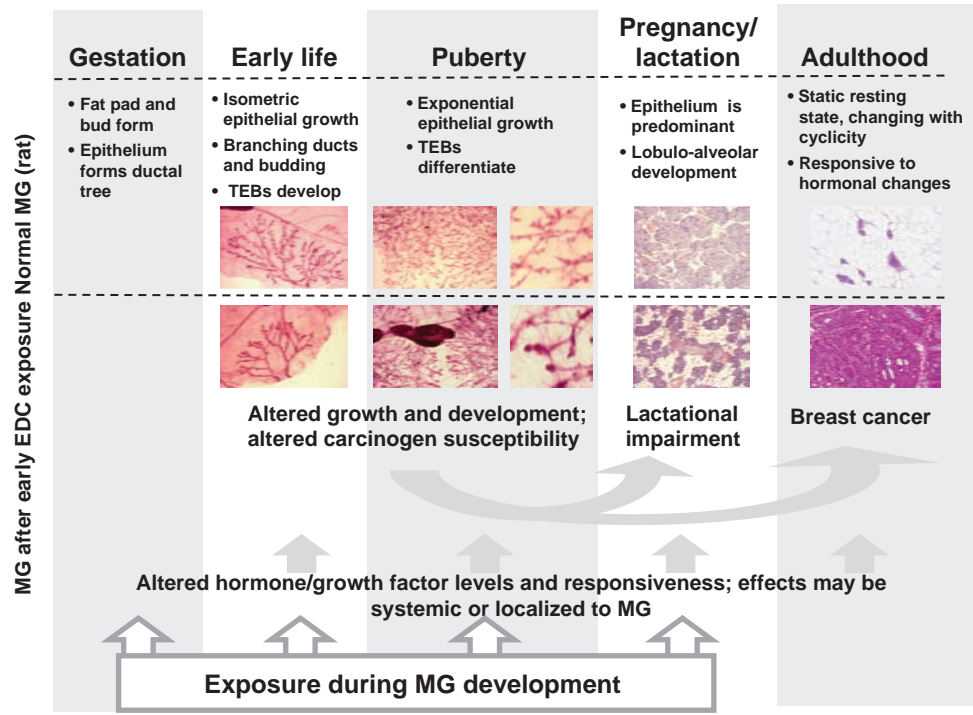 Gestation
Early life
Puberty
Pregnancy/
lactation
Adulthood
• Fat pad and
bud form
• Epithelium
forms ductal
tree
• Isometric
epithelial growth
• Branching ducts
and budding
• TEBs develop
• Exponential
epithelial growth
• TEBs
differentiate
• Epithelium is
predominant
• Lobulo-alveolar
development
• Static resting
state, changing with
cyclicity
• Responsive to
hormonal changes
MG after early EDC exposure Normal MG (rat)
Altered growth and development;
altered carcinogen susceptibility
Lactational
impairment
Breast cancer
Altered hormone/growth factor levels and responsiveness; effects may be
systemic or localized to MG
Exposure during MG development